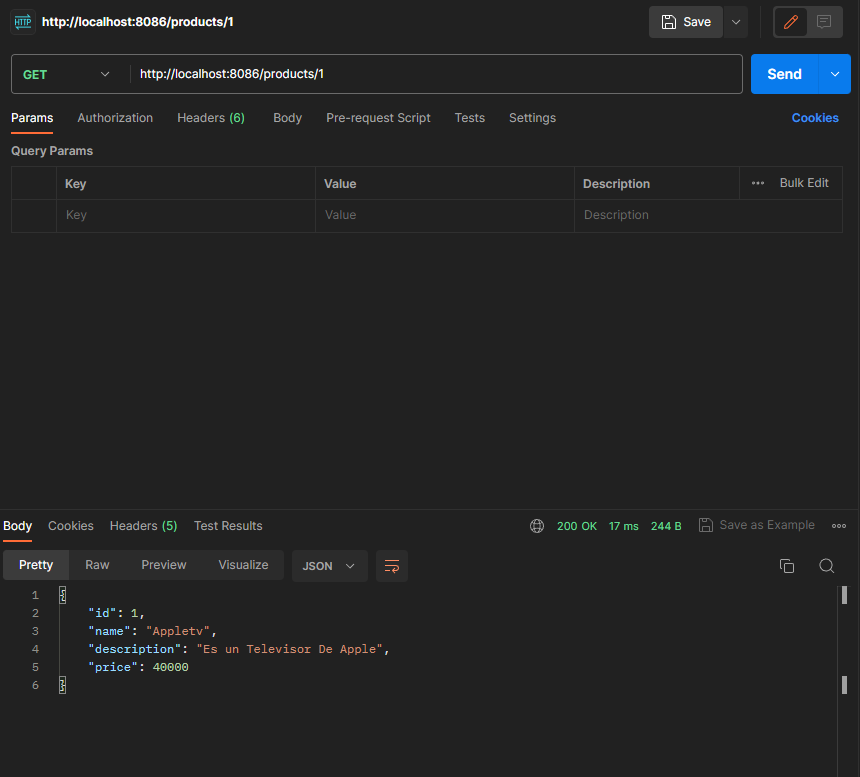 HTTP http://localhost:8086/products/1 Save
GET http://localhost:8086/products/1 Send
Params Authorization Headers (6) Body Pre-request Script Tests Settings Cookies
Query Params
Key Value Description ••• Bulk Edit
Key Value Description
Body Cookies Headers (5) Test Results 200 OK 17 ms 244 B Save as Example
Pretty Raw Preview Visualize JSON
1 {
2 "id": 1,
3 "name": "Appletv",
4 "description": "Es un Televisor De Apple",
5 "price": 40000
6 }